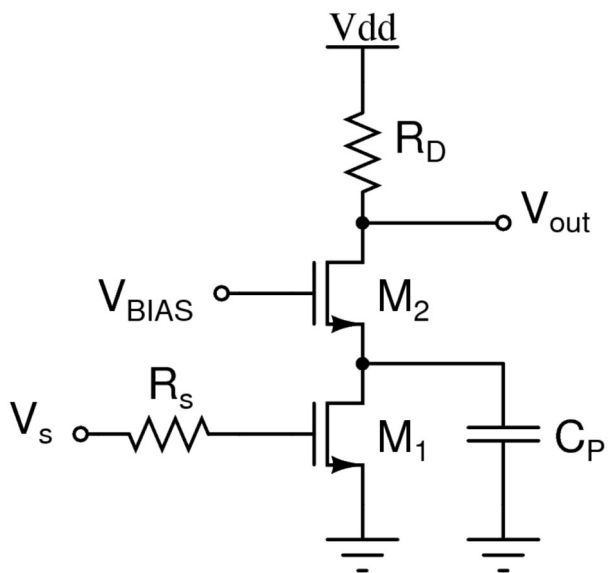 Vdd
R_D
V_out
V_BIAS
M_2
R_s
V_s
M_1
C_P